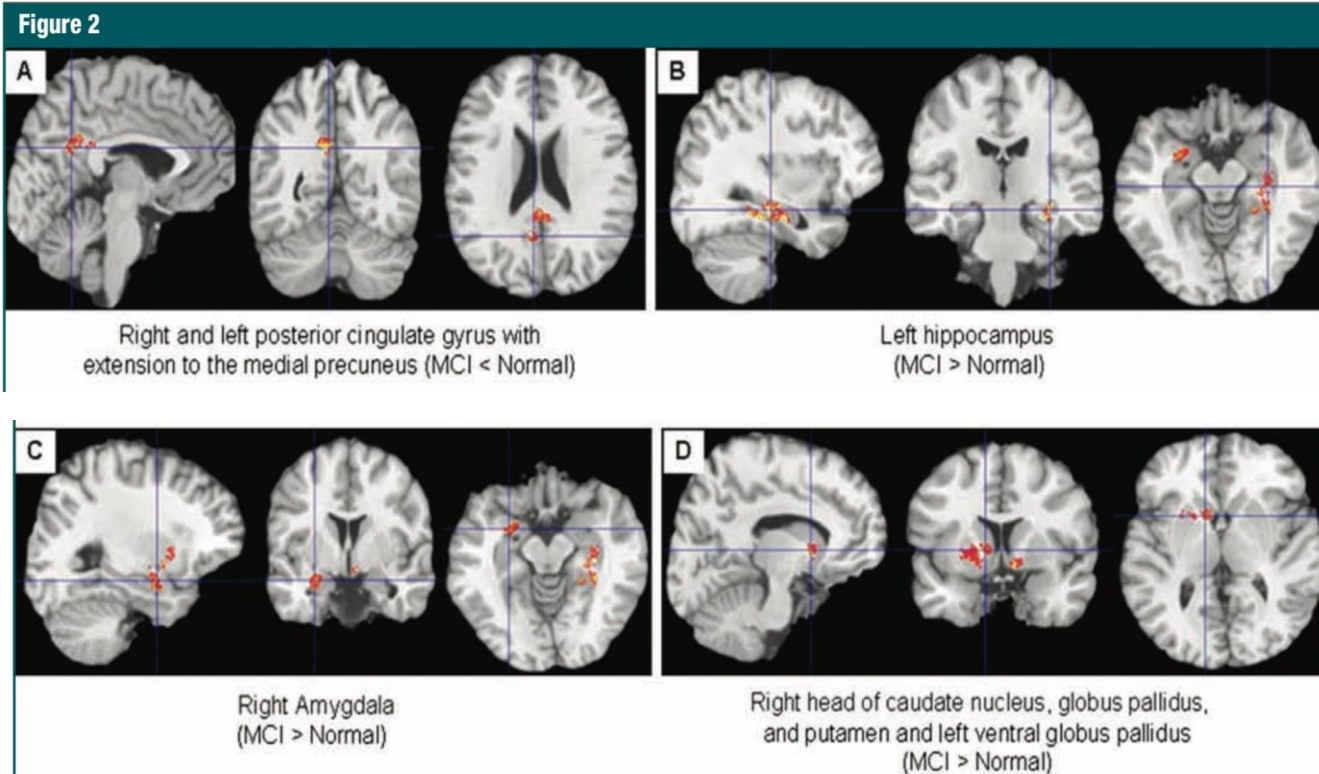 Figure 2
A
B
Right and left posterior cingulate gyrus with
extension to the medial precuneus (MCI < Normal)
Left hippocampus
(MCI > Normal)
C
D
Right Amygdala
(MCI > Normal)
Right head of caudate nucleus, globus pallidus,
and putamen and left ventral globus pallidus
(MCI > Normal)